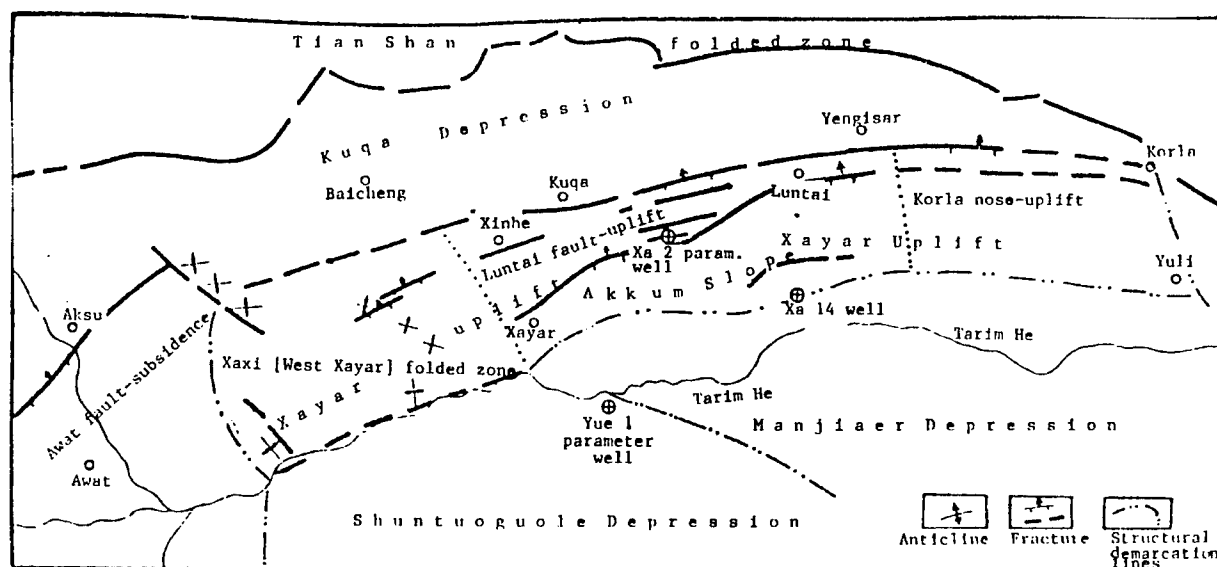 Tian Shan folded zone
Kuqa Depression
Yengisar
Korla
Baicheng
Kuqa
Luntai
Korla nose-uplift
Xinhe
Luntai fault-uplift
Xa 2 param.
well
Xayar Uplift
Yuli
Akkum Slope
Aksu
Xa 14 well
Xayar
Tarim He
Xaxi [West Xayar] folded zone
Xayar Uplift
Awat fault-subsidence
Tarim He
Yue 1
parameter
well
Manjiaer Depression
Awat
Shuntuoguole Depression
Anticline
Fracture
Structural
demarcation
lines